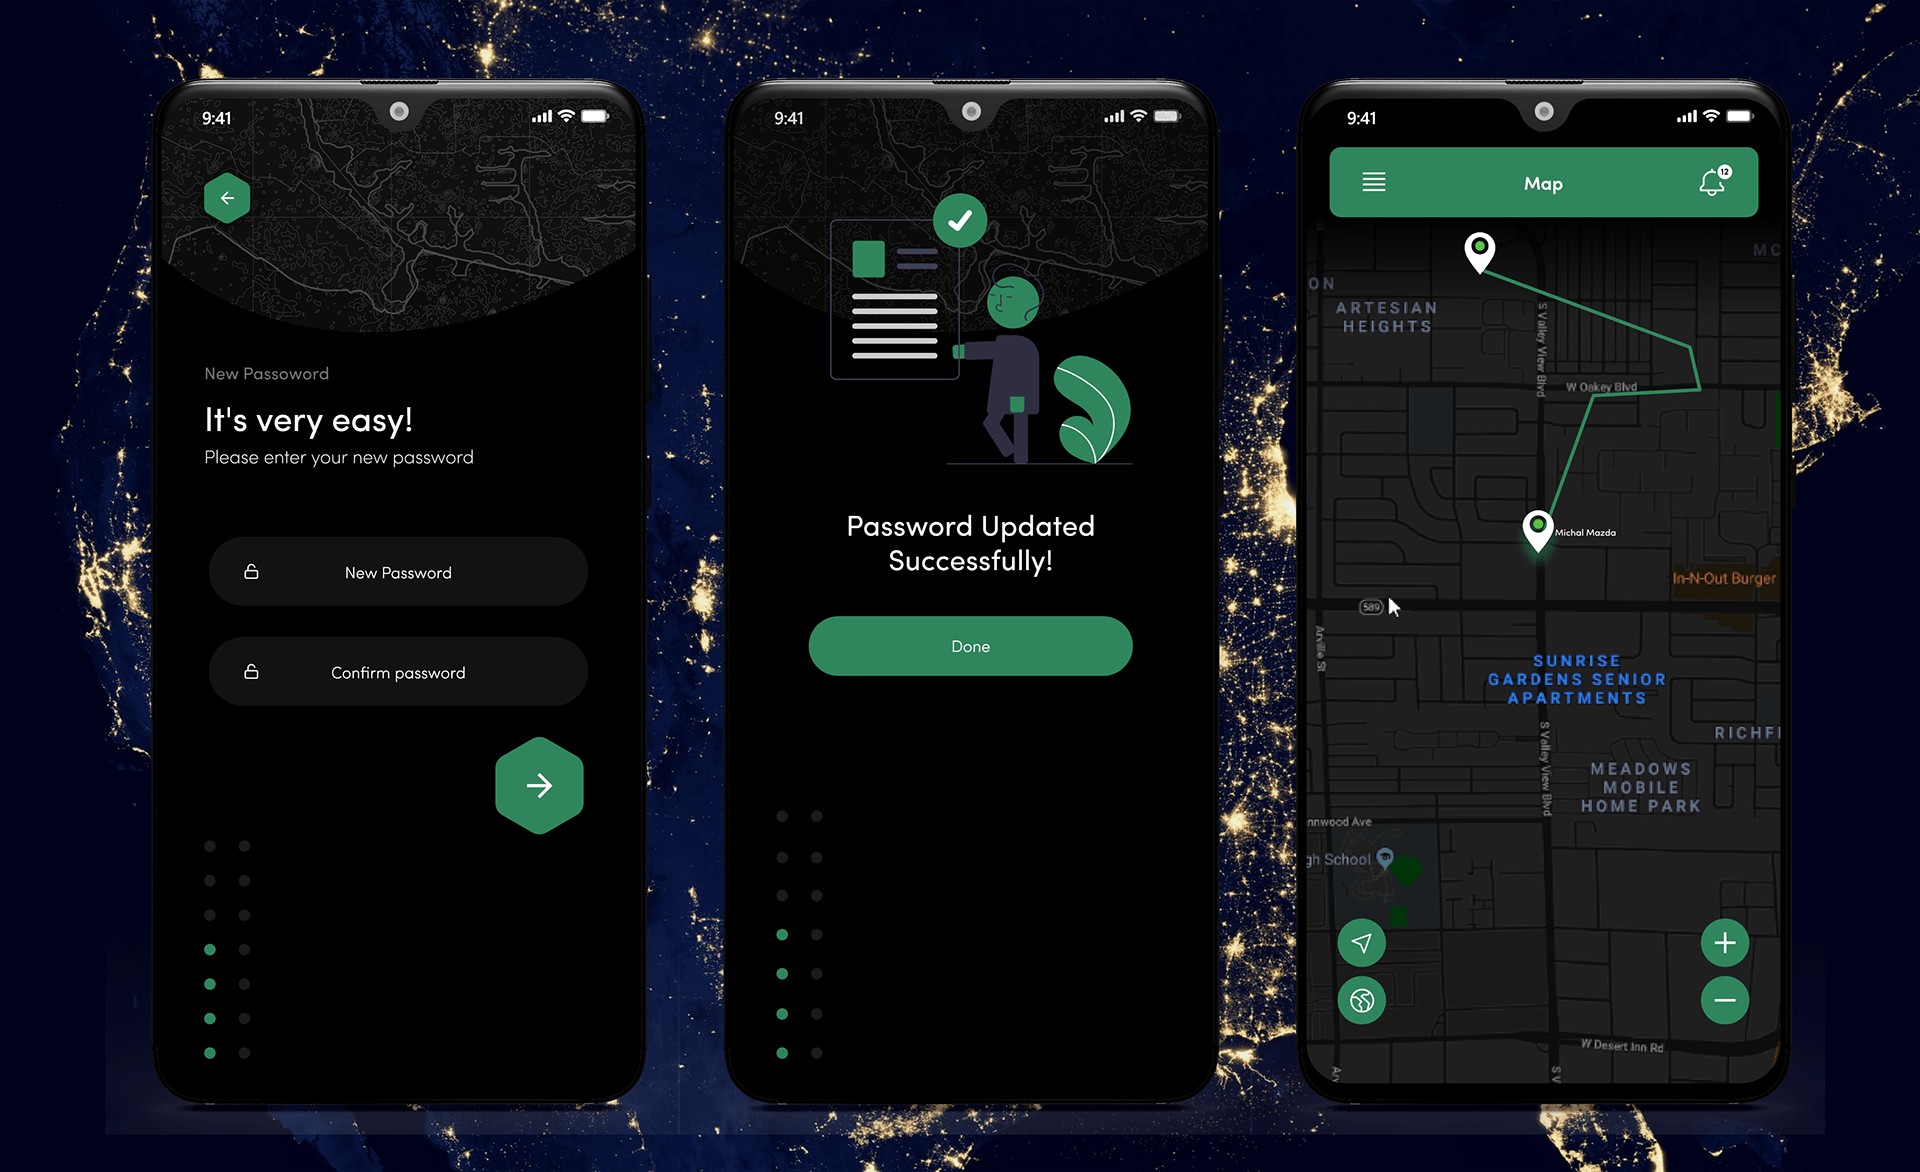 9:41
New Passoword
It's very easy!
Please enter your new password
New Password
Confirm password
9:41
Password Updated
Successfully!
Done
9:41
Map
12
MC
ON
ARTESIAN
HEIGHTS
S Valley View Blvd
W Oakey Blvd
Michal Mazda
In-N-Out Burger
589
Arville St
SUNRISE
GARDENS SENIOR
APARTMENTS
S Valley View Blvd
RICHFI
MEADOWS
MOBILE
HOME PARK
nnwood Ave
gh School
W Desert Inn Rd
Ar
S V